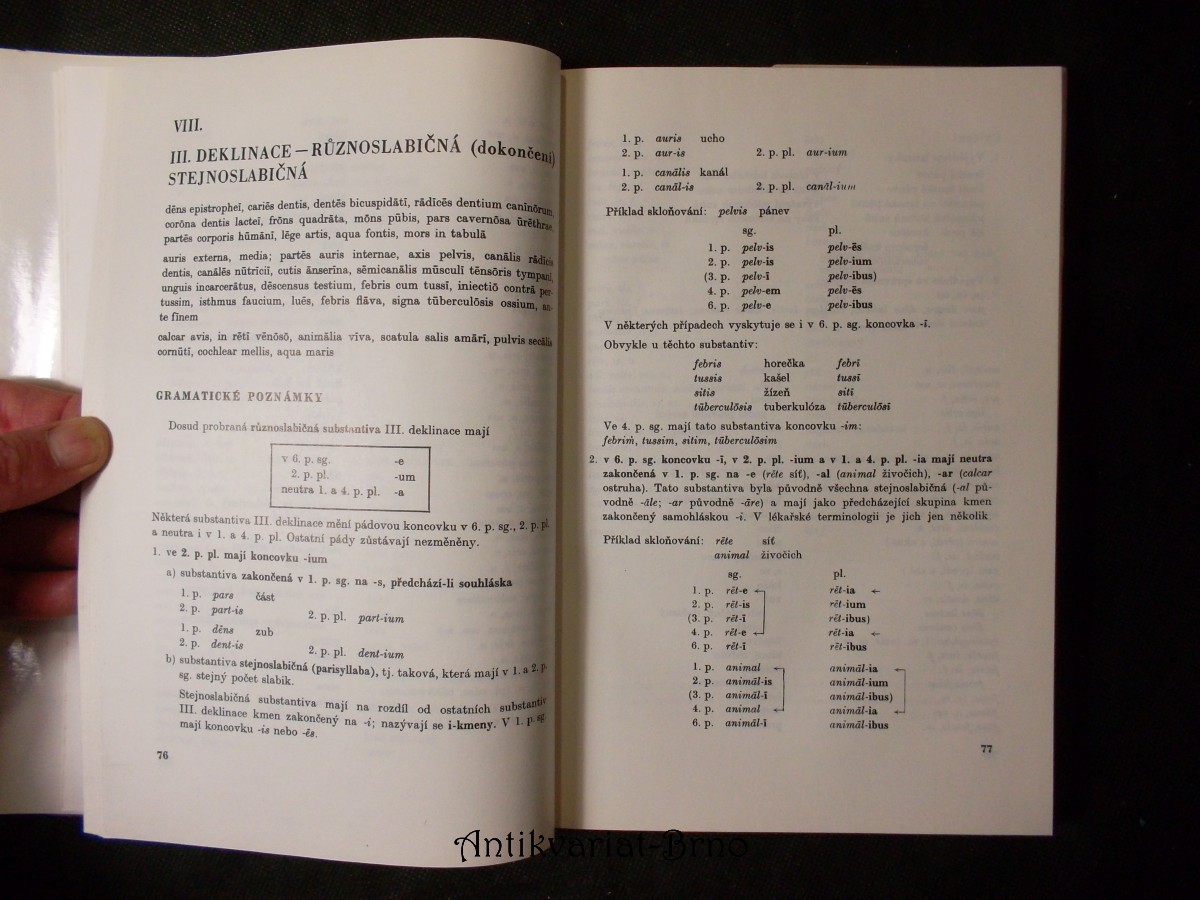 VIII.
III. DEKLINACE – RŮZNOSLABIČNÁ (dokončení)
STEJNOSLABIČNÁ
dēns epistropheī, cariēs dentis, dentēs bicuspidātī, rādīcēs dentium canīnōrum,
corōna dentis lacteī, frōns quadrāta, mōns pūbis, pars cavernōsa ūrēthrae,
partēs corporis hūmānī, lēge artis, aqua fontis, mors in tabulā
auris externa, media; partēs auris internae, axis pelvis, canālis rādīcis
dentis, canālēs nūtriciī, cutis ānserīna, sēmicanālis mūsculī tēnsōris tympanī,
unguis incarcerātus, dēscensus testium, febris cum tussī, iniectiō contrā per-
tussim, isthmus faucium, luēs, febris flāva, signa tūberculōsis ossium, an-
te fīnem
calcar avis, in rētī vēnōsō, animālia vīva, scatula salis amārī, pulvis secālis
cornūtī, cochlear mellis, aqua maris
GRAMATICKÉ POZNÁMKY
Dosud probraná různoslabičná substantiva III. deklinace mají
v 6. p. sg. -e
2. p. pl. -um
neutra 1. a 4. p. pl. -a
Některá substantiva III. deklinace mění pádovou koncovku v 6. p. sg., 2. p. pl.
a neutra i v 1. a 4. p. pl. Ostatní pády zůstávají nezměněny.
1. ve 2. p. pl. mají koncovku -ium
a) substantiva zakončená v 1. p. sg. na -s, předchází-li souhláska
1. p. pars část
2. p. part-is 2. p. pl. part-ium
1. p. dēns zub
2. p. dent-is 2. p. pl. dent-ium
b) substantiva stejnoslabičná (parisyllaba), tj. taková, která mají v 1. a 2. p.
sg. stejný počet slabik.
Stejnoslabičná substantiva mají na rozdíl od ostatních substantiv
III. deklinace kmen zakončený na -i; nazývají se i-kmeny. V 1. p. sg.
mají koncovku -is nebo -ēs.
76
1. p. auris ucho
2. p. aur-is 2. p. pl. aur-ium
1. p. canālis kanál
2. p. canāl-is 2. p. pl. canāl-ium
Příklad skloňování: pelvis pánev
sg. pl.
1. p. pelv-is pelv-ēs
2. p. pelv-is pelv-ium
(3. p. pelv-ī pelv-ibus)
4. p. pelv-em pelv-ēs
6. p. pelv-e pelv-ibus
V některých případech vyskytuje se i v 6. p. sg. koncovka -ī.
Obvykle u těchto substantiv:
febris horečka febrī
tussis kašel tussī
sitis žízeň sitī
tūberculōsis tuberkulóza tūberculōsī
Ve 4. p. sg. mají tato substantiva koncovku -im:
febrim, tussim, sitim, tūberculōsim
2. v 6. p. sg. koncovku -ī, v 2. p. pl. -ium a v 1. a 4. p. pl. -ia mají neutra
zakončená v 1. p. sg. na -e (rēte síť), -al (animal živočich), -ar (calcar
ostruha). Tato substantiva byla původně všechna stejnoslabičná (-al pů-
vodně -āle; -ar původně -āre) a mají jako předcházející skupina kmen
zakončený samohláskou -i. V lékařské terminologii je jich jen několik
Příklad skloňování: rēte síť
animal živočich
sg. pl.
1. p. rēt-e ← rēt-ia ←
2. p. rēt-is rēt-ium
(3. p. rēt-ī rēt-ibus)
4. p. rēt-e ← rēt-ia ←
6. p. rēt-ī rēt-ibus
1. p. animal ← animāl-ia ←
2. p. animāl-is animāl-ium
(3. p. animāl-ī animāl-ibus)
4. p. animal ← animāl-ia ←
6. p. animāl-ī animāl-ibus
77
Antikvariat-Brno